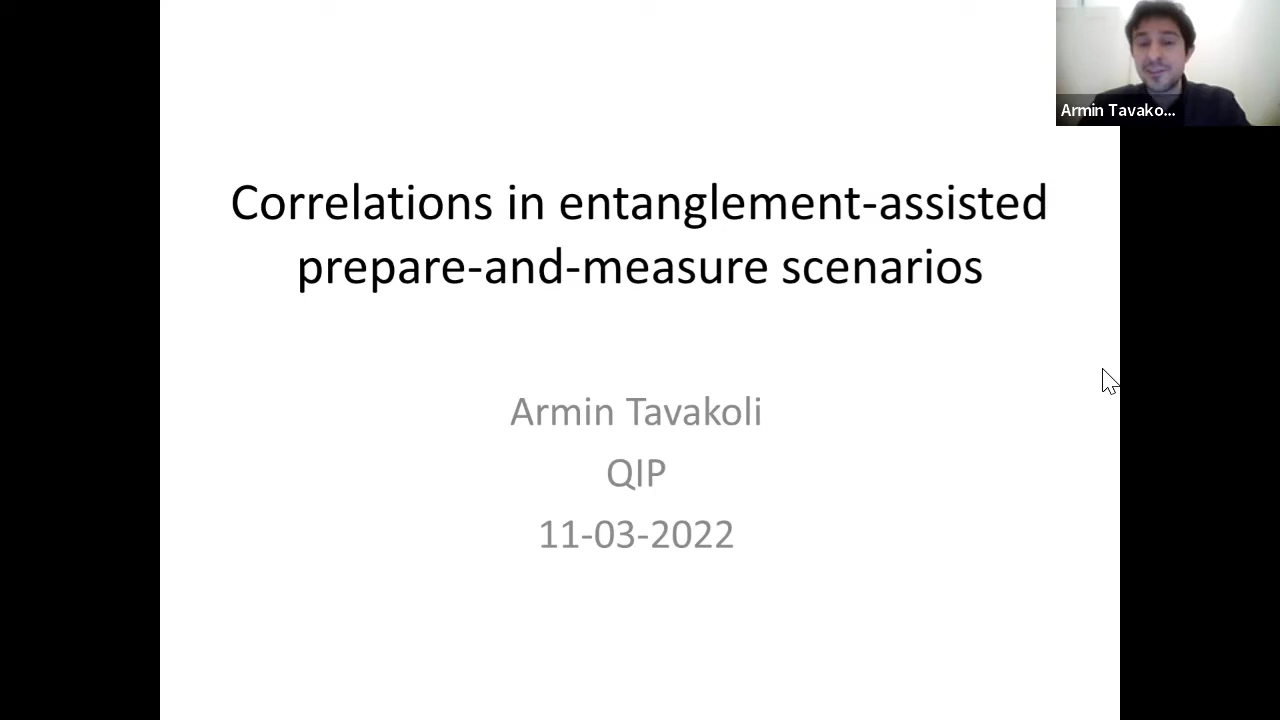 Armin Tavako...
Correlations in entanglement-assisted
prepare-and-measure scenarios
Armin Tavakoli
QIP
11-03-2022